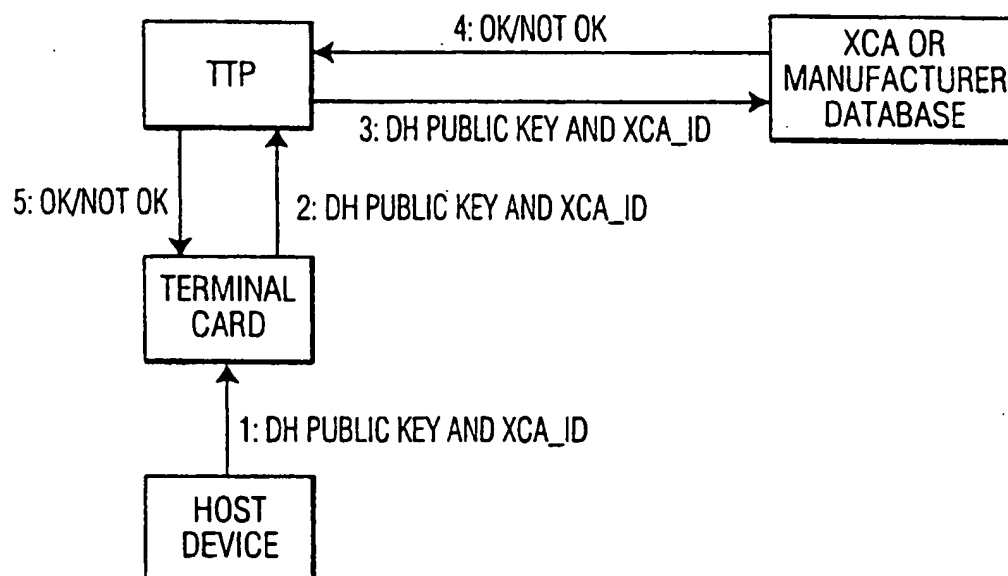 4: OK/NOT OK
TTP
XCA OR
MANUFACTURER
DATABASE
3: DH PUBLIC KEY AND XCA_ID
5: OK/NOT OK
2: DH PUBLIC KEY AND XCA_ID
TERMINAL
CARD
1: DH PUBLIC KEY AND XCA_ID
HOST
DEVICE